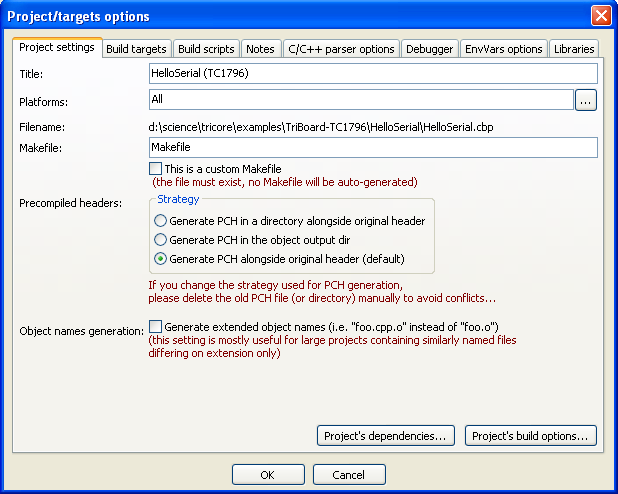 Project/targets options
Project settings
Build targets
Build scripts
Notes
C/C++ parser options
Debugger
EnvVars options
Libraries
Title:
HelloSerial (TC1796)
Platforms:
All
...
Filename:
d:\science\tricore\examples\TriBoard-TC1796\HelloSerial\HelloSerial.cbp
Makefile:
Makefile
This is a custom Makefile
(the file must exist, no Makefile will be auto-generated)
Precompiled headers:
Strategy
Generate PCH in a directory alongside original header
Generate PCH in the object output dir
Generate PCH alongside original header (default)
If you change the strategy used for PCH generation,
please delete the old PCH file (or directory) manually to avoid conflicts...
Object names generation:
Generate extended object names (i.e. "foo.cpp.o" instead of "foo.o")
(this setting is mostly useful for large projects containing similarly named files
differing on extension only)
Project's dependencies...
Project's build options...
OK
Cancel